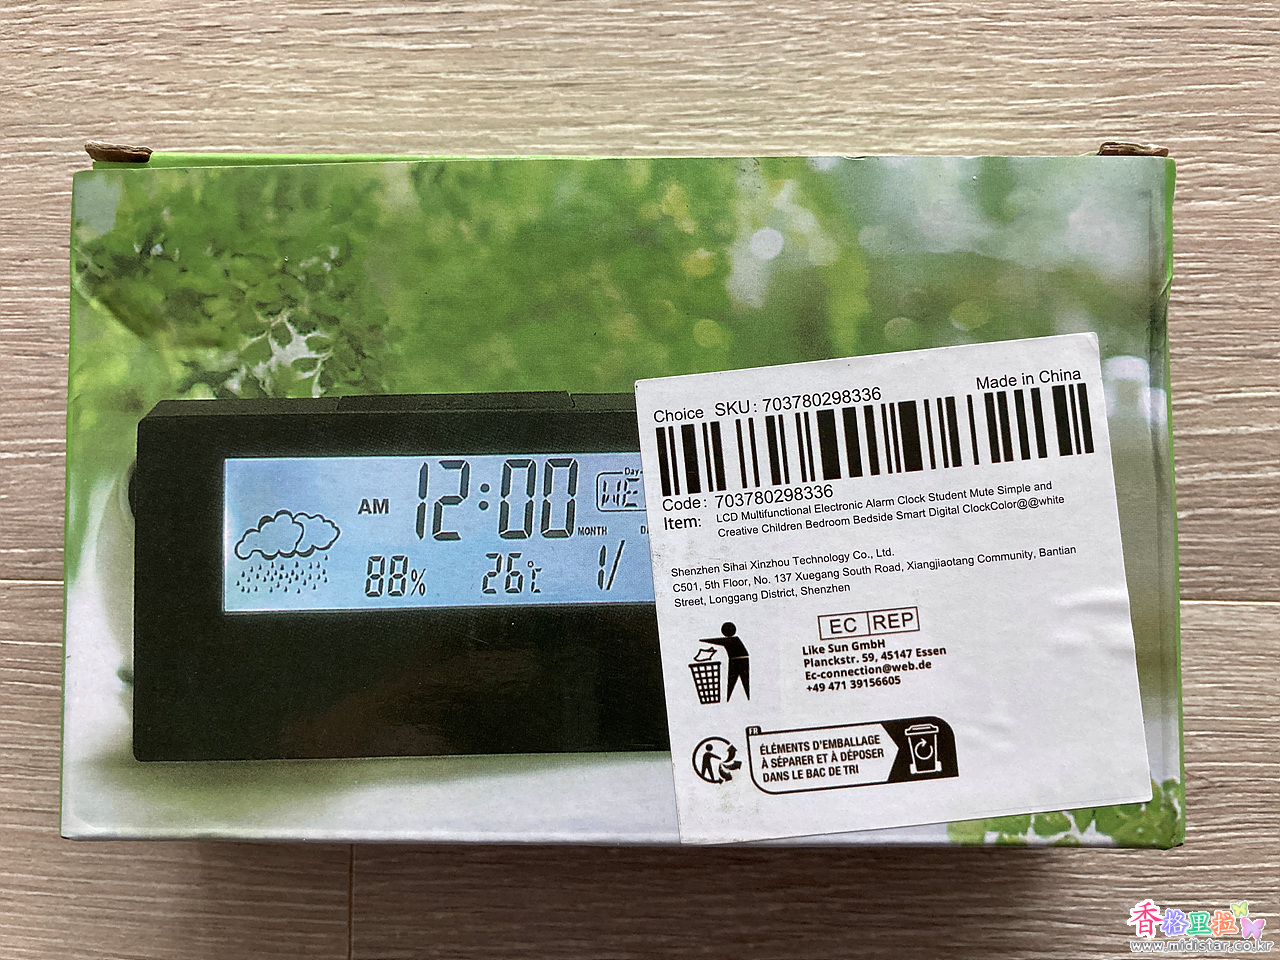 Choice SKU : 703780298336
Made in China
Code : 703780298336
Item: LCD Multifunctional Electronic Alarm Clock Student Mute Simple and
Creative Children Bedroom Bedside Smart Digital ClockColor@@white
Shenzhen Sihai Xinzhou Technology Co., Ltd.
C501, 5th Floor, No. 137 Xuegang South Road, Xiangjiaotang Community, Bantian
Street, Longgang District, Shenzhen
EC REP
Like Sun GmbH
Planckstr. 59, 45147 Essen
Ec-connection@web.de
+49 471 39156605
FR
ÉLÉMENTS D'EMBALLAGE
À SÉPARER ET À DÉPOSER
DANS LE BAC DE TRI
Day
AM 12:00 WE
MONTH
88% 26℃ 1/
香格里拉
www.midistar.co.kr